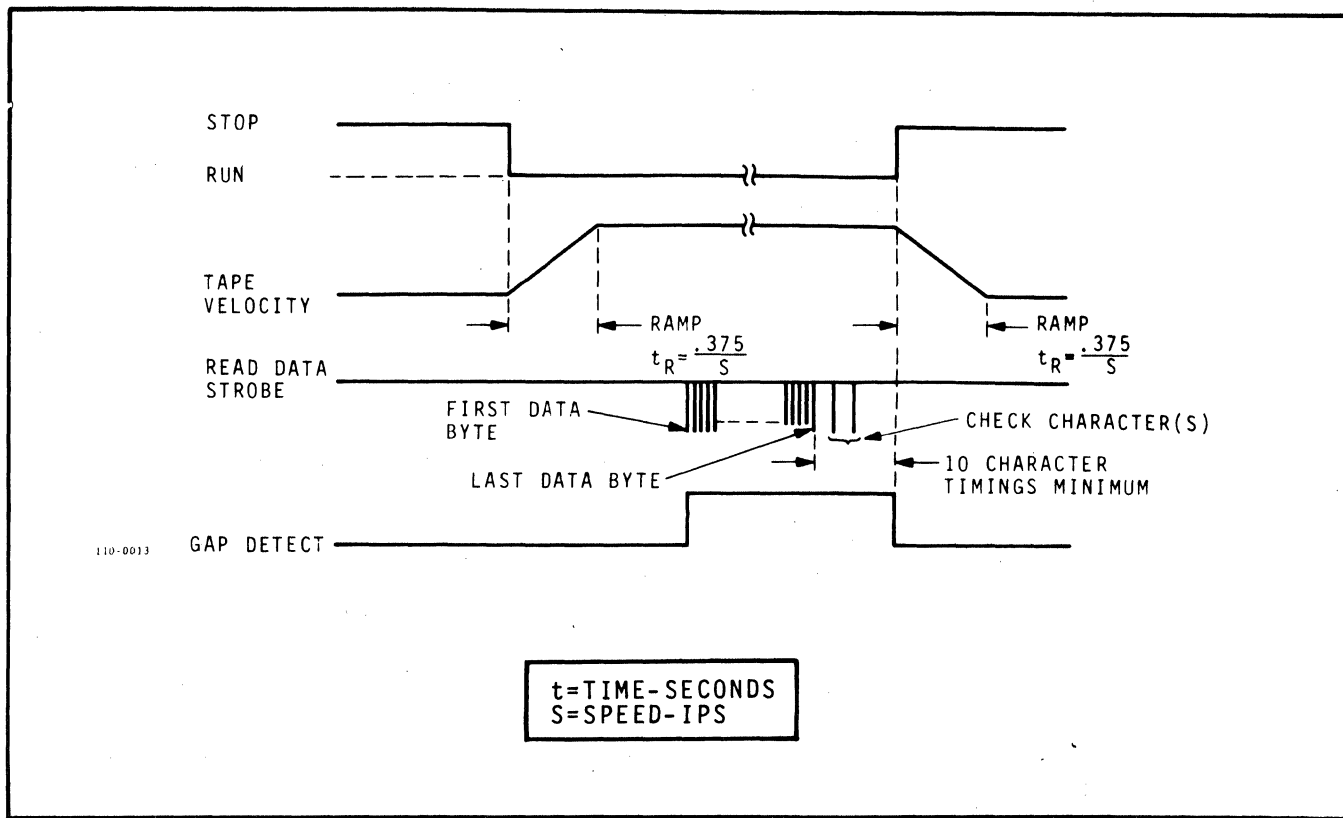 STOP
RUN
TAPE
VELOCITY
RAMP
t_R = .375/S
RAMP
t_R = .375/S
READ DATA
STROBE
FIRST DATA
BYTE
CHECK CHARACTER(S)
LAST DATA BYTE
10 CHARACTER
TIMINGS MINIMUM
110-0013
GAP DETECT
t=TIME-SECONDS
S=SPEED-IPS